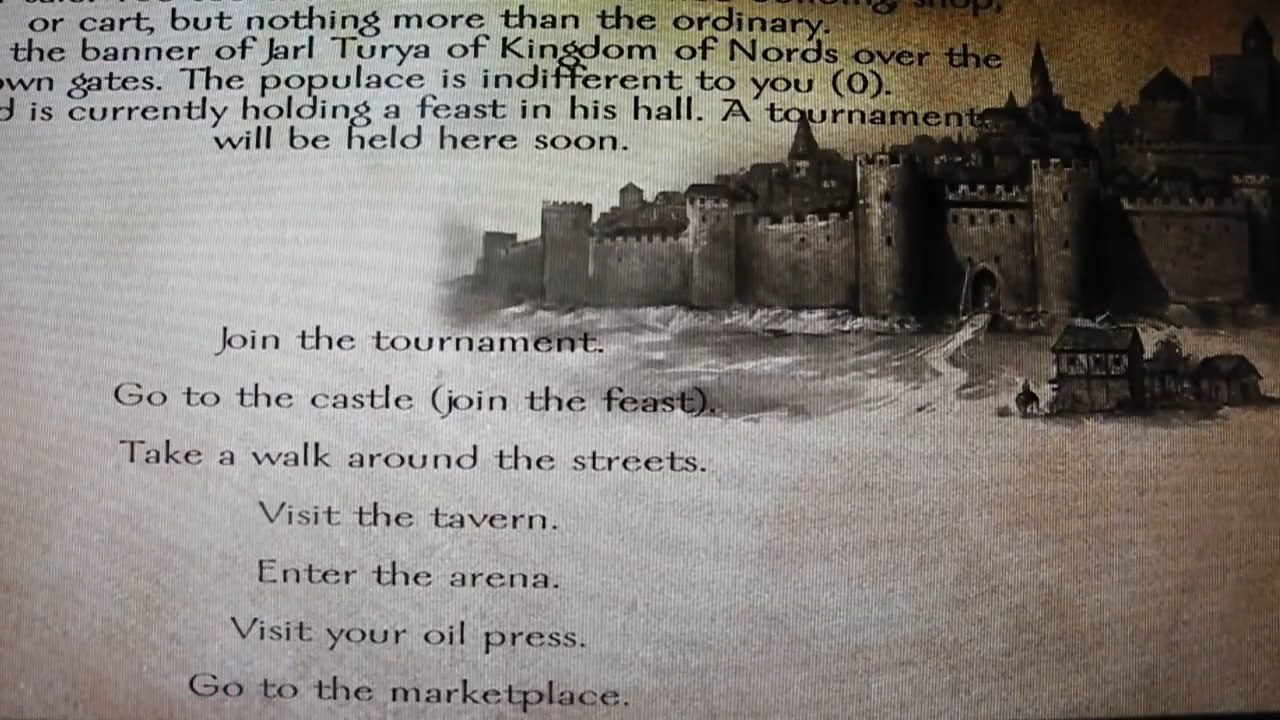 or cart, but nothing more than the ordinary.
the banner of Jarl Turya of Kingdom of Nords over the
own gates. The populace is indifferent to you (0).
d is currently holding a feast in his hall. A tournament
will be held here soon.
Join the tournament.
Go to the castle (join the feast).
Take a walk around the streets.
Visit the tavern.
Enter the arena.
Visit your oil press.
Go to the marketplace.